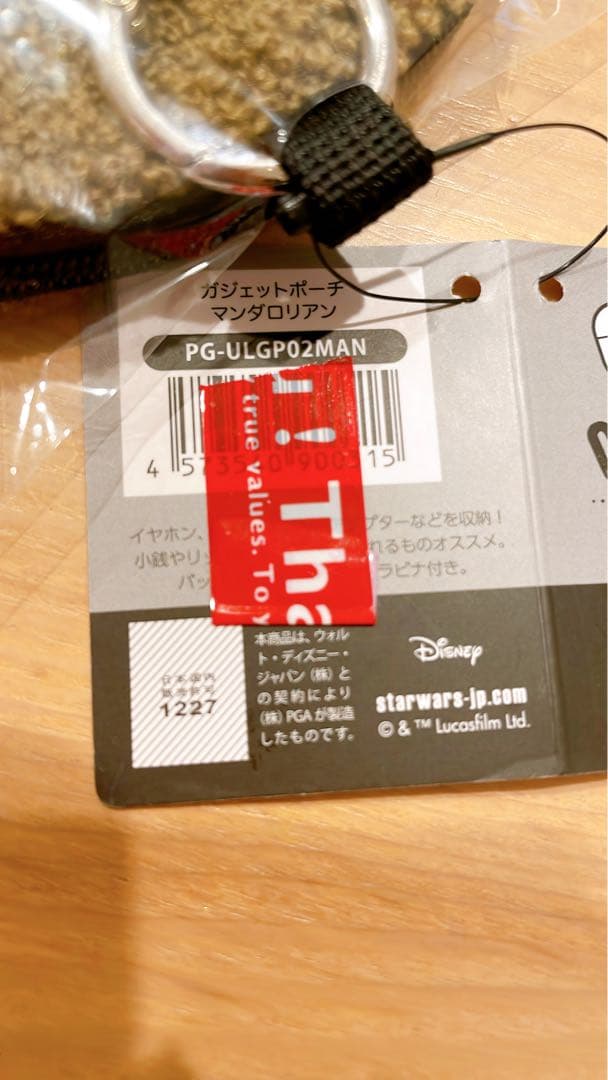 ガジェットポーチ
マンダロリアン
PG-ULGP02MAN
! Tha
true values. To y
4 5735 0 900315
イヤホン、 プターなどを収納!
小銭やリッ れるものオススメ。
バッ ラビナ付き。
日本国内
販売許可
1227
本商品は、ウォル
ト・ディズニー・
ジャパン(株)と
の契約により
(株)PGAが製造
したものです。
Disney
starwars-jp.com
© & ™ Lucasfilm Ltd.